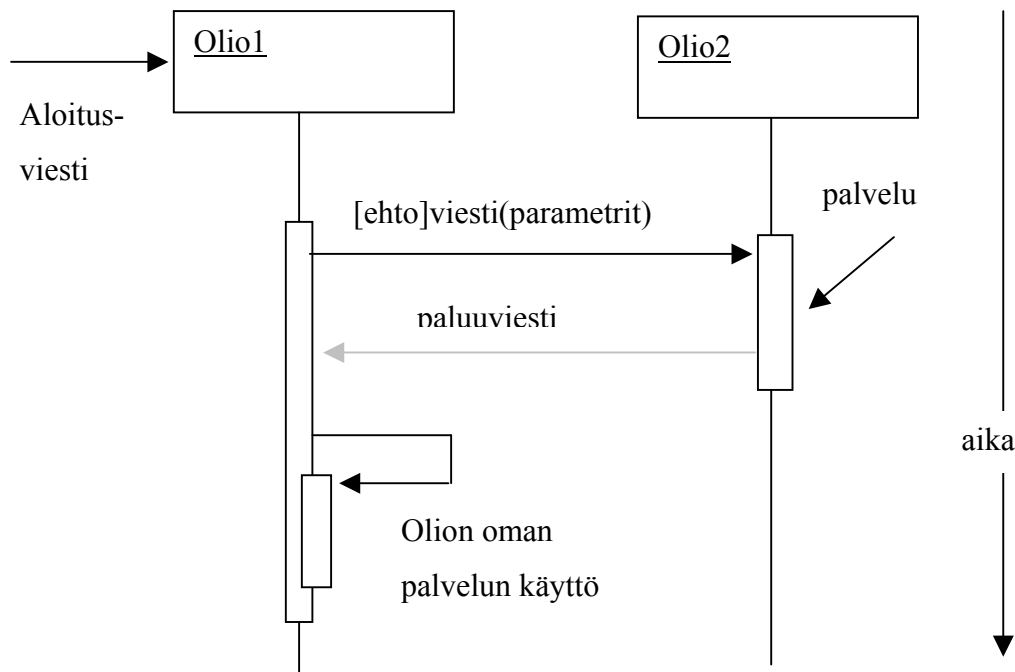 Olio1
Olio2
Aloitus-
viesti
[ehto]viesti(parametrit)
palvelu
paluuviesti
aika
Olion oman
palvelun käyttö